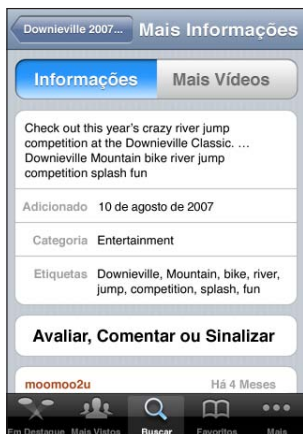 Downieville 2007... Mais Informações
Informações Mais Vídeos
Check out this year's crazy river jump
competition at the Downieville Classic. ...
Downieville Mountain bike river jump
competition splash fun
Adicionado 10 de agosto de 2007
Categoria Entertainment
Etiquetas Downieville, Mountain, bike, river,
jump, competition, splash, fun
Avaliar, Comentar ou Sinalizar
moomoo2u Há 4 Meses
Em Destaque Mais Vistos Buscar Favoritos Mais